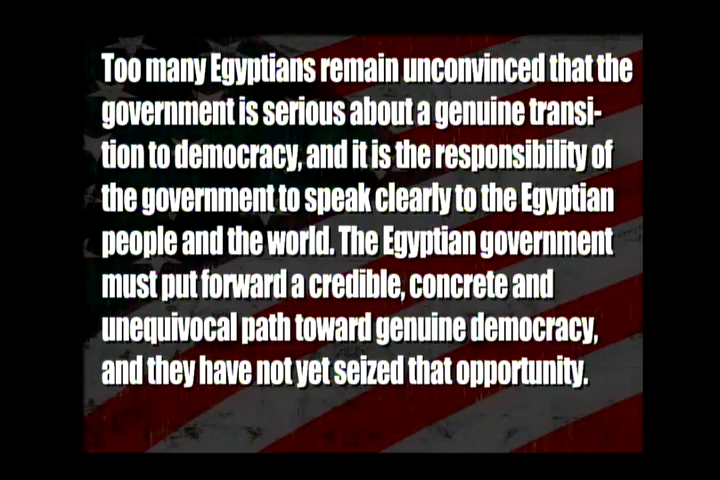 Too many Egyptians remain unconvinced that the
government is serious about a genuine transi-
tion to democracy, and it is the responsibility of
the government to speak clearly to the Egyptian
people and the world. The Egyptian government
must put forward a credible, concrete and
unequivocal path toward genuine democracy,
and they have not yet seized that opportunity.